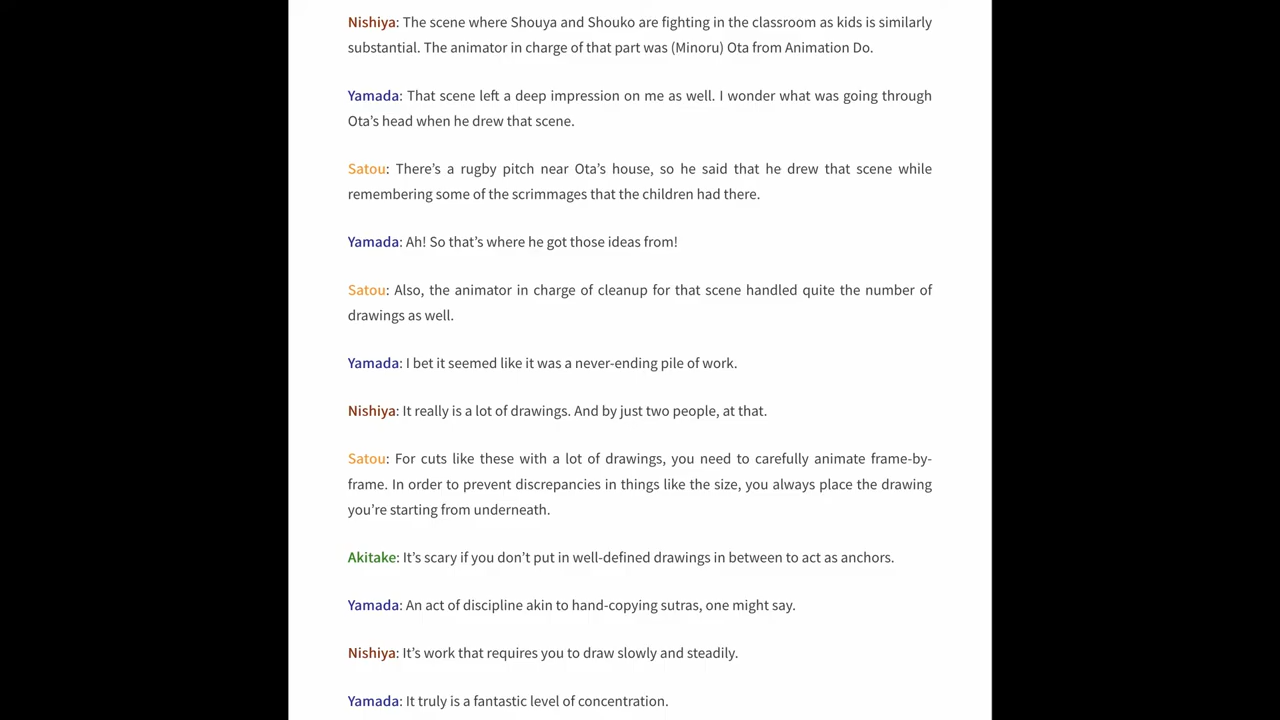 Nishiya: The scene where Shouya and Shouko are fighting in the classroom as kids is similarly
substantial. The animator in charge of that part was (Minoru) Ota from Animation Do.
Yamada: That scene left a deep impression on me as well. I wonder what was going through
Ota’s head when he drew that scene.
Satou: There’s a rugby pitch near Ota’s house, so he said that he drew that scene while
remembering some of the scrimmages that the children had there.
Yamada: Ah! So that’s where he got those ideas from!
Satou: Also, the animator in charge of cleanup for that scene handled quite the number of
drawings as well.
Yamada: I bet it seemed like it was a never-ending pile of work.
Nishiya: It really is a lot of drawings. And by just two people, at that.
Satou: For cuts like these with a lot of drawings, you need to carefully animate frame-by-
frame. In order to prevent discrepancies in things like the size, you always place the drawing
you’re starting from underneath.
Akitake: It’s scary if you don’t put in well-defined drawings in between to act as anchors.
Yamada: An act of discipline akin to hand-copying sutras, one might say.
Nishiya: It’s work that requires you to draw slowly and steadily.
Yamada: It truly is a fantastic level of concentration.